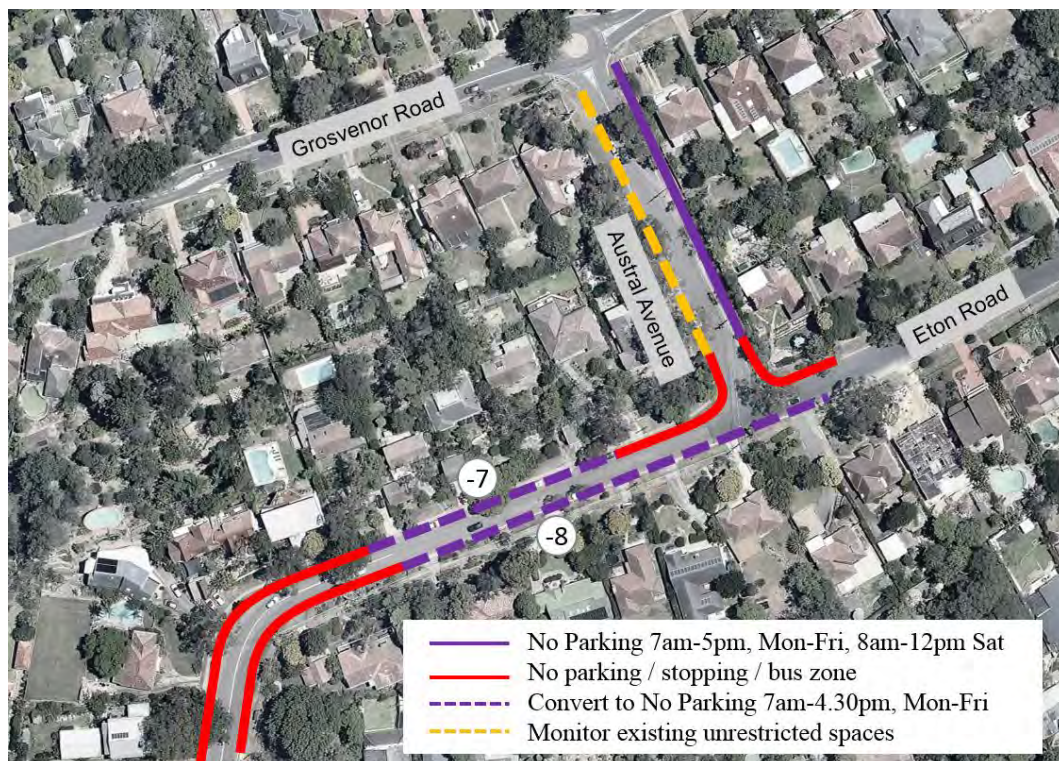 Grosvenor Road
Austral Avenue
Eton Road
-7
-8
No Parking 7am-5pm, Mon-Fri, 8am-12pm Sat
No parking / stopping / bus zone
Convert to No Parking 7am-4.30pm, Mon-Fri
Monitor existing unrestricted spaces